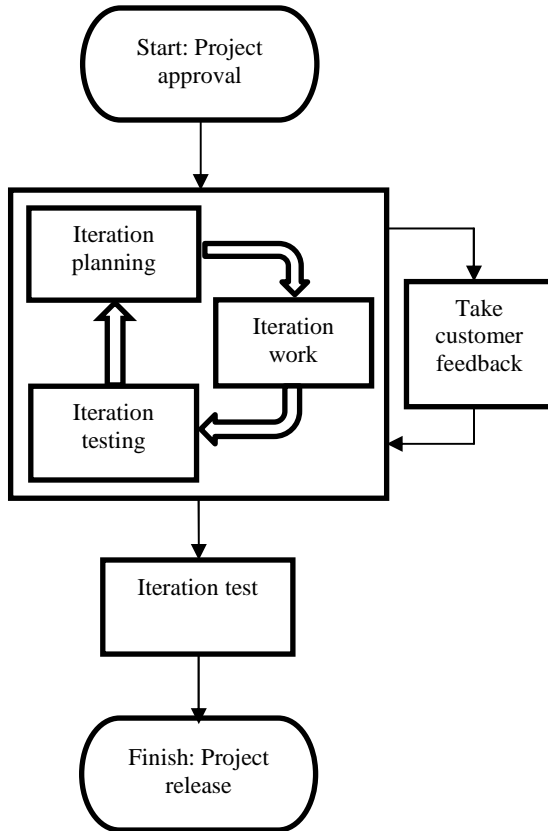 Start: Project
approval
Iteration
planning
Iteration
work
Take
customer
feedback
Iteration
testing
Iteration test
Finish: Project
release